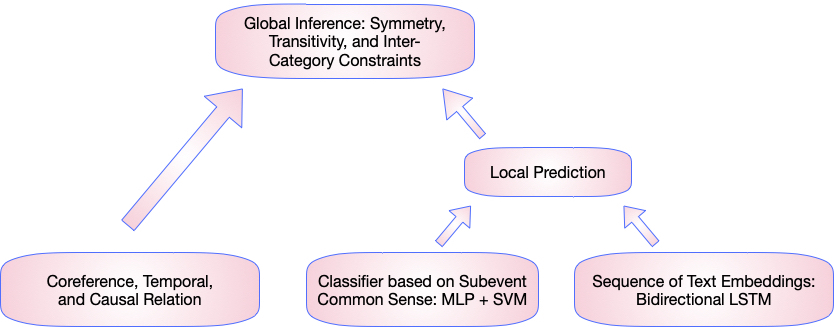 Global Inference: Symmetry,
Transitivity, and Inter-
Category Constraints
Local Prediction
Coreference, Temporal,
and Causal Relation
Classifier based on Subevent
Common Sense: MLP + SVM
Sequence of Text Embeddings:
Bidirectional LSTM